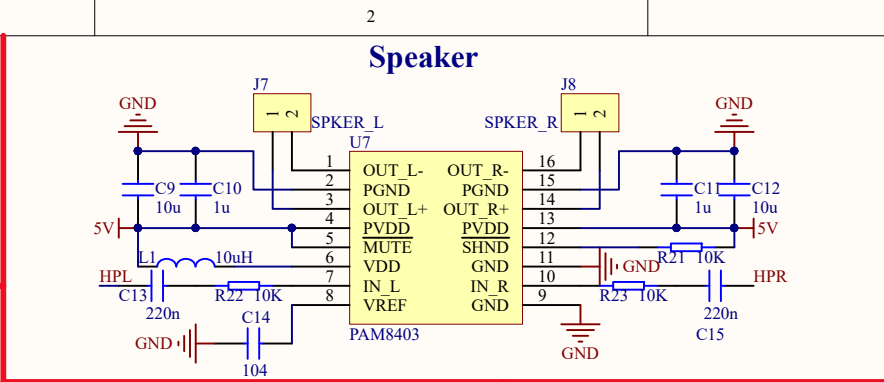 2
Speaker
J7
J8
GND
GND
1 2
1 2
SPKER_L
SPKER_R
U7
1 OUT_L- OUT_R- 16
2 PGND PGND 15
3 OUT_L+ OUT_R+ 14
4 PVDD PVDD 13
5 MUTE SHND 12
6 VDD GND 11
7 IN_L IN_R 10
8 VREF GND 9
PAM8403
C9
10u
C10
1u
C11
1u
C12
10u
5V
5V
L1 10uH
R21 10K
GND
HPL
HPR
C13
220n
R22 10K
R23 10K
220n
C15
C14
GND
104
GND